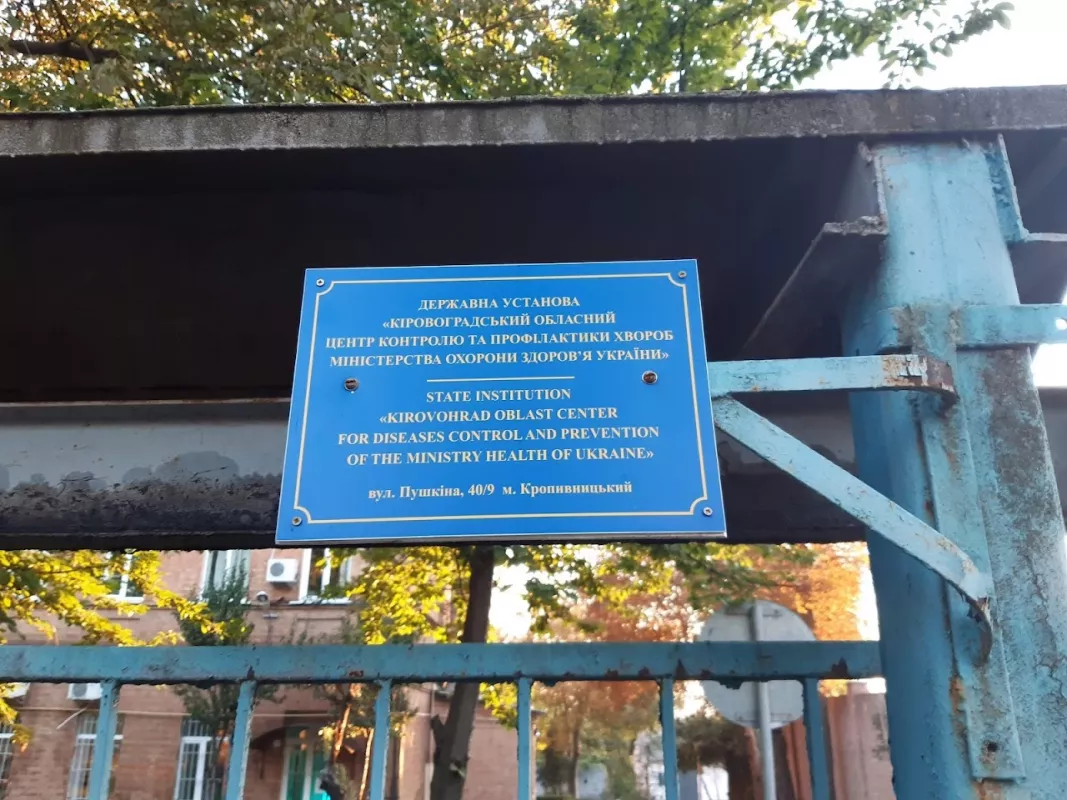 ДЕРЖАВНА УСТАНОВА
«КІРОВОГРАДСЬКИЙ ОБЛАСНИЙ
ЦЕНТР КОНТРОЛЮ ТА ПРОФІЛАКТИКИ ХВОРОБ
МІНІСТЕРСТВА ОХОРОНИ ЗДОРОВ'Я УКРАЇНИ»
STATE INSTITUTION
«KIROVOHRAD OBLAST CENTER
FOR DISEASES CONTROL AND PREVENTION
OF THE MINISTRY HEALTH OF UKRAINE»
вул. Пушкіна, 40/9 м. Кропивницький